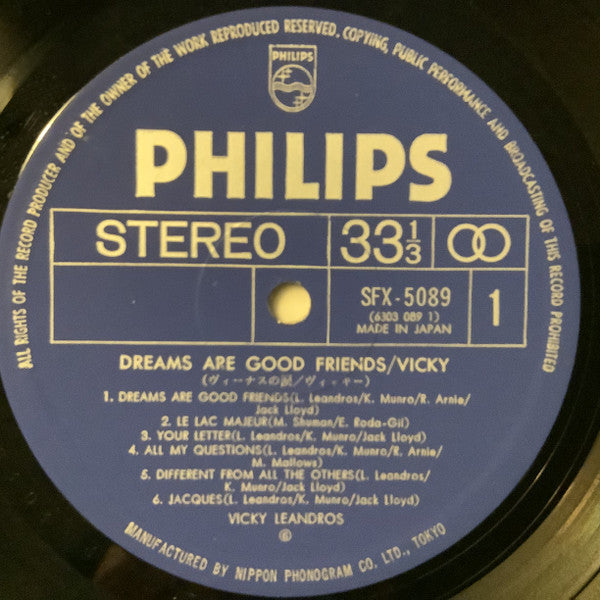 ALL RIGHTS OF THE RECORD PRODUCER AND OF THE OWNER OF THE WORK REPRODUCED RESERVED. COPYING, PUBLIC PERFORMANCE AND BROADCASTING OF THIS RECORD PROHIBITED
PHILIPS
PHILIPS
STEREO 33⅓
SFX-5089 1
(6303 089 1)
MADE IN JAPAN
DREAMS ARE GOOD FRIENDS/VICKY
(ヴィーナスの涙/ヴィッキー)
1. DREAMS ARE GOOD FRIENDS(L. Leandros/K. Munro/R. Arnie/
Jack Lloyd)
2. LE LAC MAJEUR(M. Shuman/E. Roda-Gil)
3. YOUR LETTER(L. Leandros/K. Munro/Jack Lloyd)
4. ALL MY QUESTIONS(L. Leandros/K. Munro/R. Arnie/
M. Mallows)
5. DIFFERENT FROM ALL THE OTHERS(L. Leandros/
K. Munro/Jack Lloyd)
6. JACQUES(L. Leandros/K. Munro/Jack Lloyd)
VICKY LEANDROS
MANUFACTURED BY NIPPON PHONOGRAM CO. LTD., TOKYO